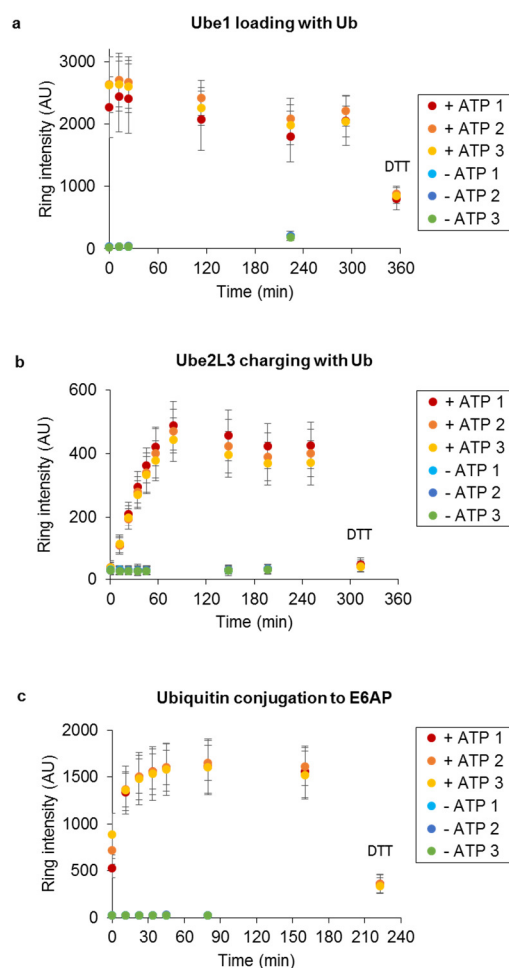 a
Ube1 loading with Ub
Ring intensity (AU)
3000
2000
1000
0
0 60 120 180 240 300 360
Time (min)
DTT
+ ATP 1
+ ATP 2
+ ATP 3
- ATP 1
- ATP 2
- ATP 3
b
Ube2L3 charging with Ub
Ring intensity (AU)
600
400
200
0
0 60 120 180 240 300 360
Time (min)
DTT
+ ATP 1
+ ATP 2
+ ATP 3
- ATP 1
- ATP 2
- ATP 3
c
Ubiquitin conjugation to E6AP
Ring intensity (AU)
2000
1500
1000
500
0
0 30 60 90 120 150 180 210 240
Time (min)
DTT
+ ATP 1
+ ATP 2
+ ATP 3
- ATP 1
- ATP 2
- ATP 3